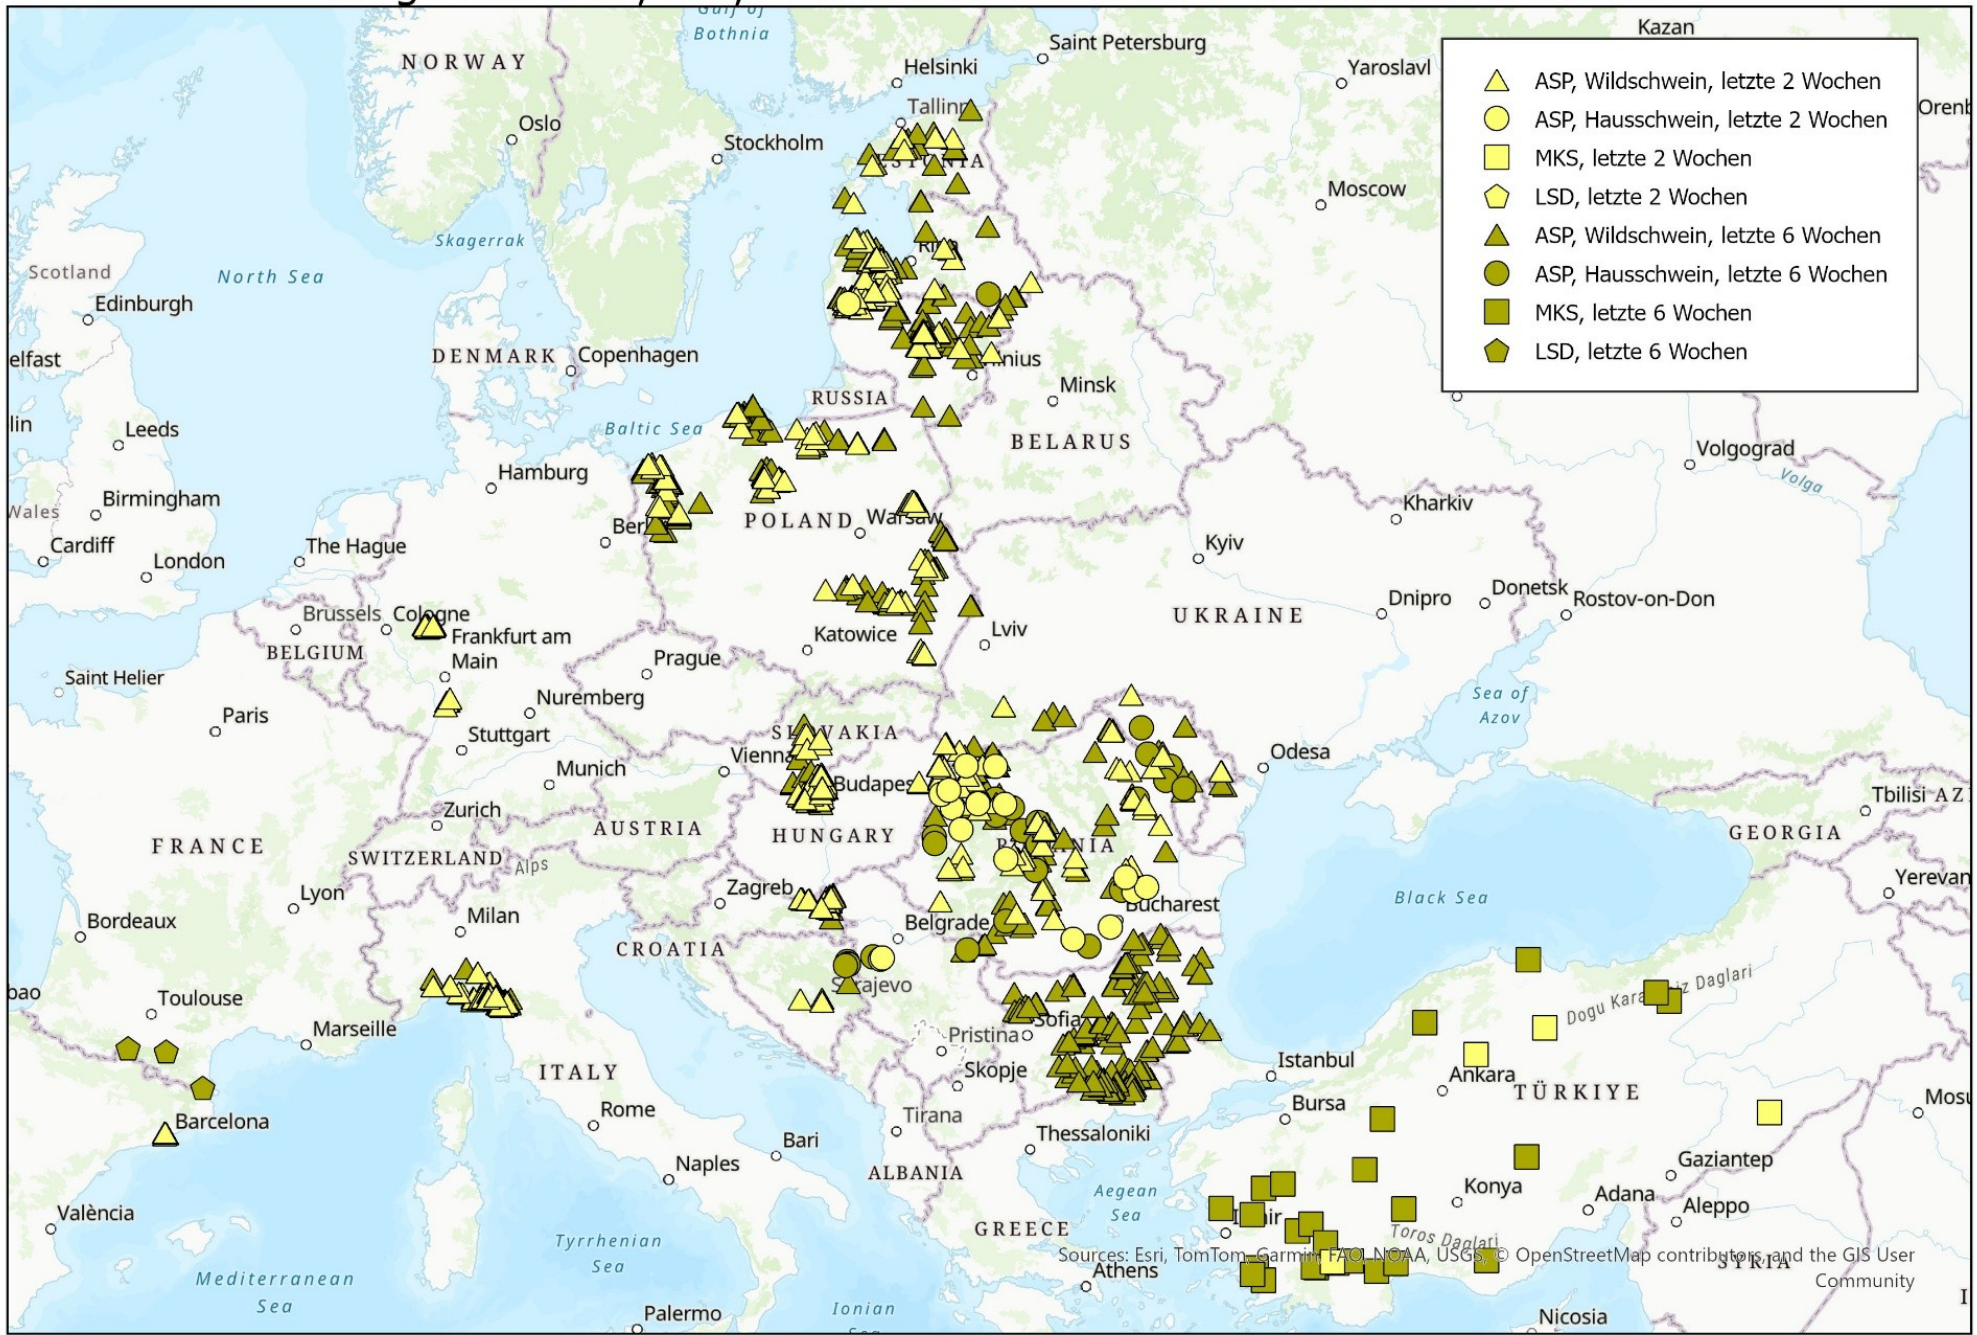 Gulf of
Bothnia
Kazan
NORWAY
Saint Petersburg
Helsinki
Yaroslavl
ASP, Wildschwein, letzte 2 Wochen
Tallinn
ASP, Hausschwein, letzte 2 Wochen
Oslo
Stockholm
MKS, letzte 2 Wochen
Moscow
LSD, letzte 2 Wochen
ASP, Wildschwein, letzte 6 Wochen
Skagerrak
Scotland
North Sea
ASP, Hausschwein, letzte 6 Wochen
Edinburgh
MKS, letzte 6 Wochen
elfast
DENMARK
Copenhagen
LSD, letzte 6 Wochen
Minsk
RUSSIA
lin
Leeds
Baltic Sea
BELARUS
Volgograd
Hamburg
Volga
Birmingham
Kharkiv
Wales
POLAND
Warsaw
Cardiff
The Hague
Kyiv
London
Donetsk
Dnipro
Rostov-on-Don
Brussels
Cologne
UKRAINE
Katowice
Lviv
Frankfurt am
Main
BELGIUM
Prague
Saint Helier
Nuremberg
Sea of
Azov
Paris
Stuttgart
SLOVAKIA
Vienna
Odesa
Munich
Budapes
Tbilisi
AZ
Zurich
AUSTRIA
HUNGARY
GEORGIA
FRANCE
SWITZERLAND
Alps
Yerevan
Lyon
Zagreb
Black Sea
Bucharest
Milan
Bordeaux
Belgrade
CROATIA
Sarajevo
bao
Toulouse
Marseille
Sofia
Pristina
Istanbul
ITALY
Skopje
Ankara
TÜRKIYE
Bursa
Mosu
Rome
Tirana
Barcelona
Thessaloniki
Bari
Naples
ALBANIA
Gaziantep
Aegean
Sea
Konya
Adana
Aleppo
València
GREECE
Toros Daglari
Tyrrhenian
Sea
Sources: Esri, TomTom, Garmin, FAO, NOAA, USGS, © OpenStreetMap contributors, and the GIS User
Community
SYRIA
Athens
Mediterranean
Sea
Palermo
Ionian
Nicosia